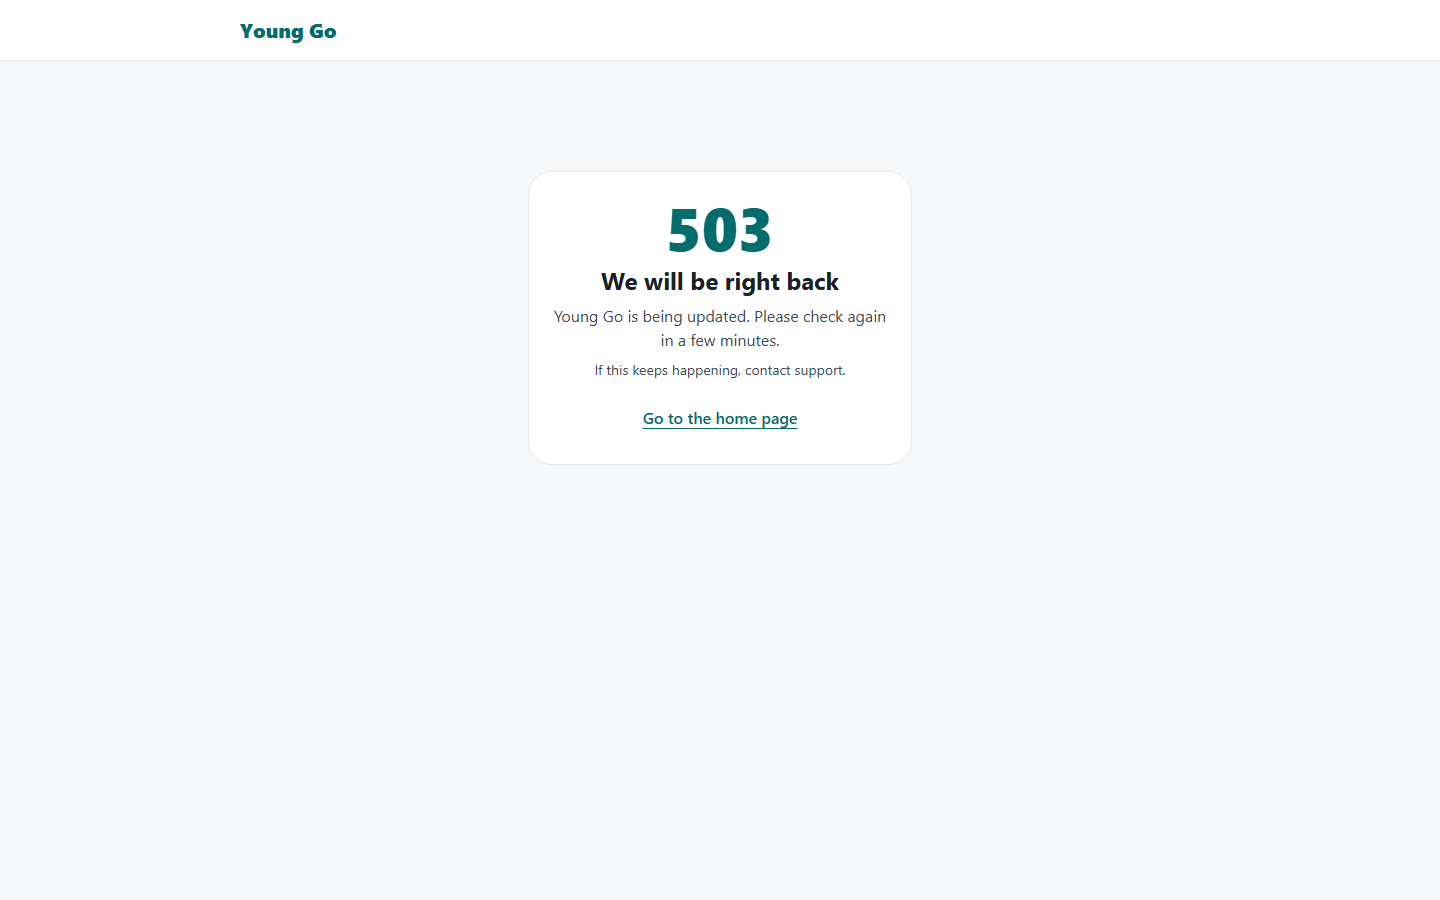 Young Go
503
We will be right back
Young Go is being updated. Please check again
in a few minutes.
If this keeps happening, contact support.
Go to the home page